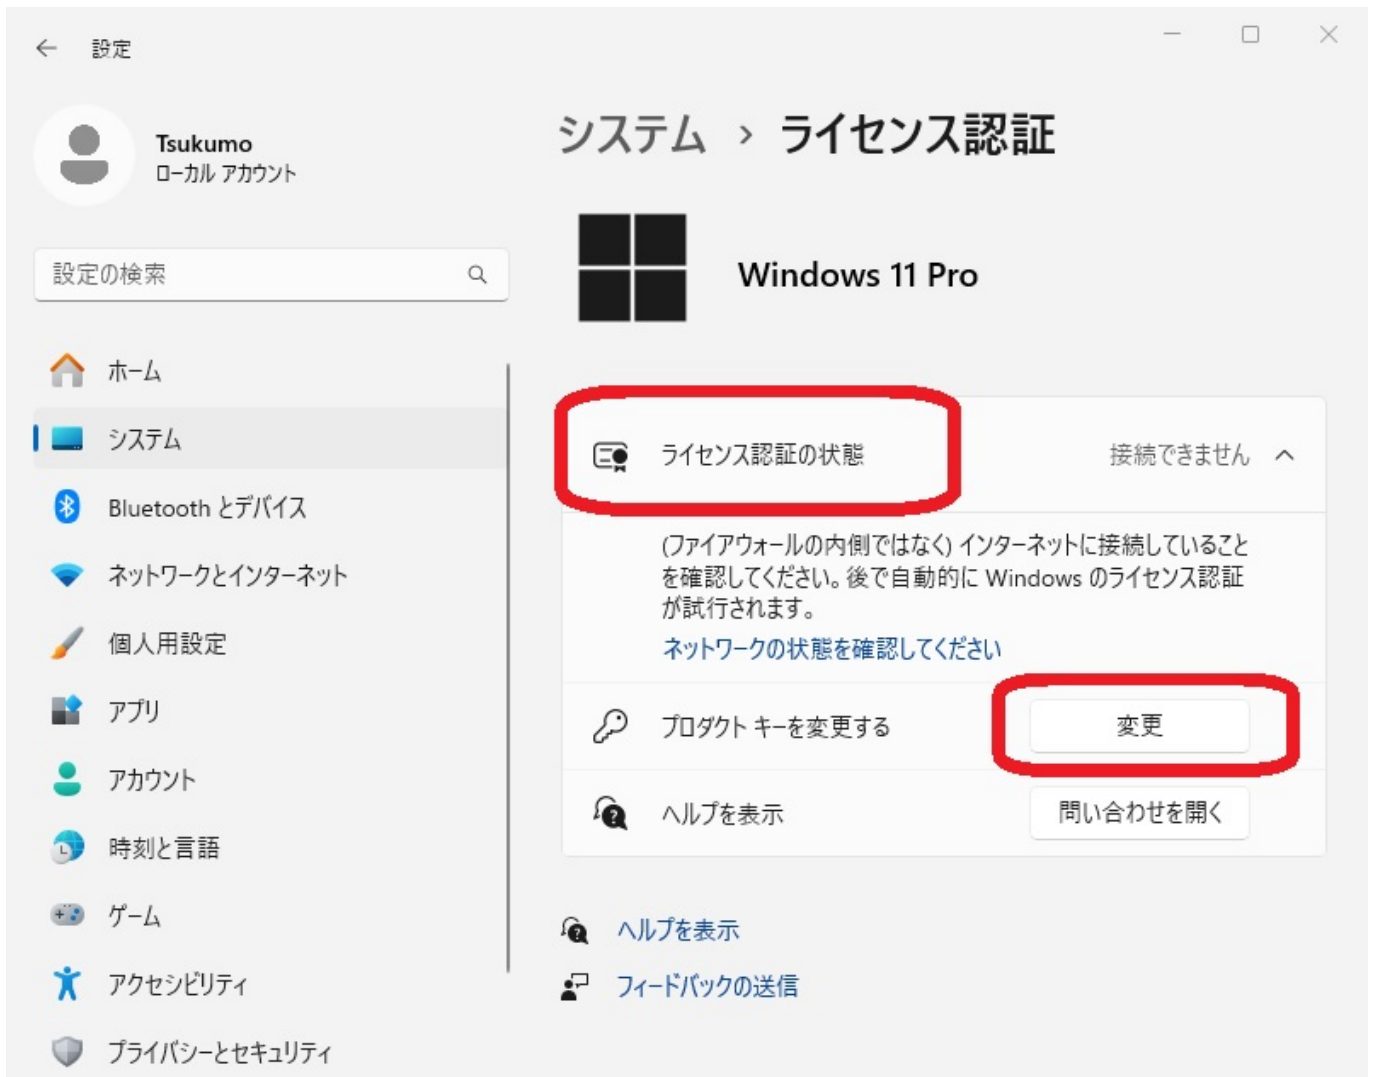 設定
Tsukumo
ローカル アカウント
設定の検索
ホーム
システム
Bluetooth とデバイス
ネットワークとインターネット
個人用設定
アプリ
アカウント
時刻と言語
ゲーム
アクセシビリティ
プライバシーとセキュリティ
システム › ライセンス認証
Windows 11 Pro
ライセンス認証の状態 接続できません
(ファイアウォールの内側ではなく) インターネットに接続していること
を確認してください。後で自動的に Windows のライセンス認証
が試行されます。
ネットワークの状態を確認してください
プロダクト キーを変更する 変更
ヘルプを表示 問い合わせを開く
ヘルプを表示
フィードバックの送信